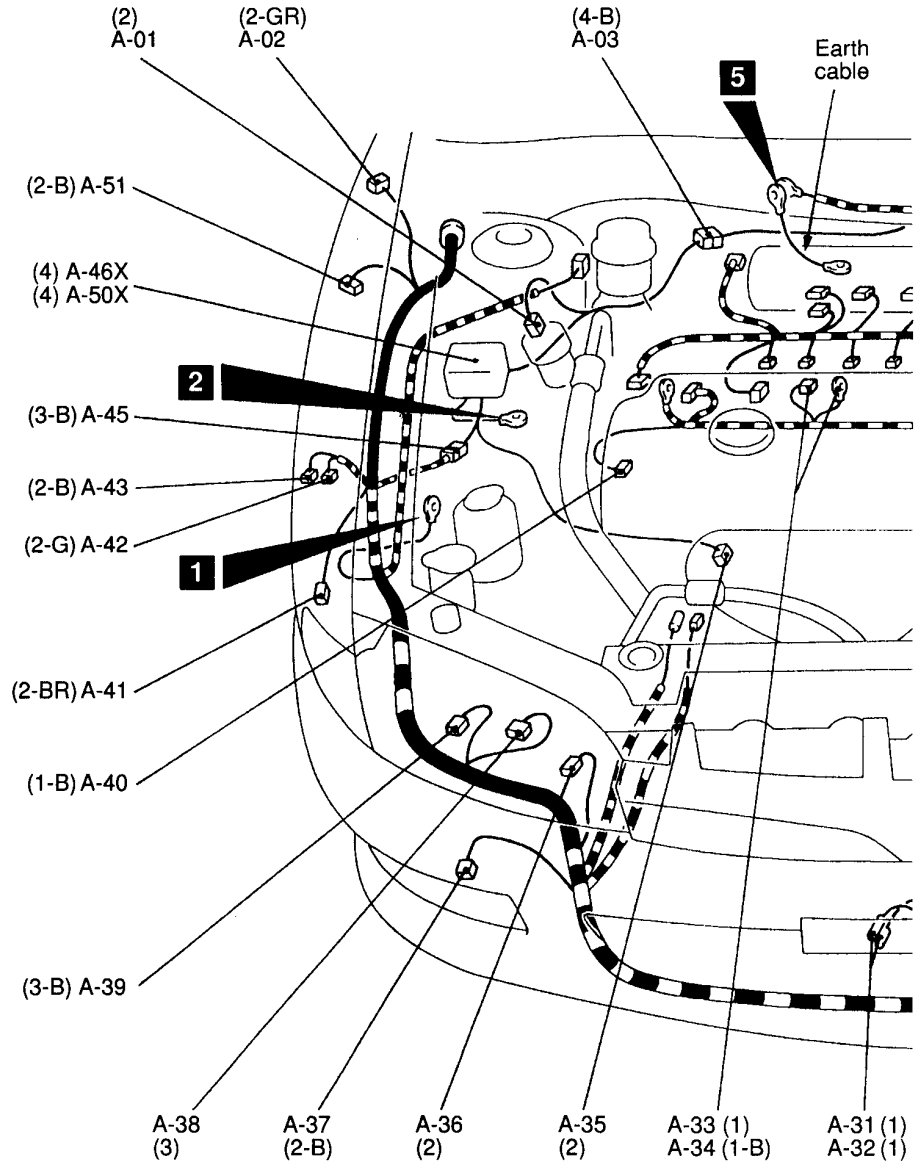 (2)
A-01
(2-GR)
A-02
(4-B)
A-03
Earth
cable
5
(2-B) A-51
(4) A-46X
(4) A-50X
2
(3-B) A-45
(2-B) A-43
(2-G) A-42
1
(2-BR) A-41
(1-B) A-40
(3-B) A-39
A-38
(3)
A-37
(2-B)
A-36
(2)
A-35
(2)
A-33 (1)
A-34 (1-B)
A-31 (1)
A-32 (1)